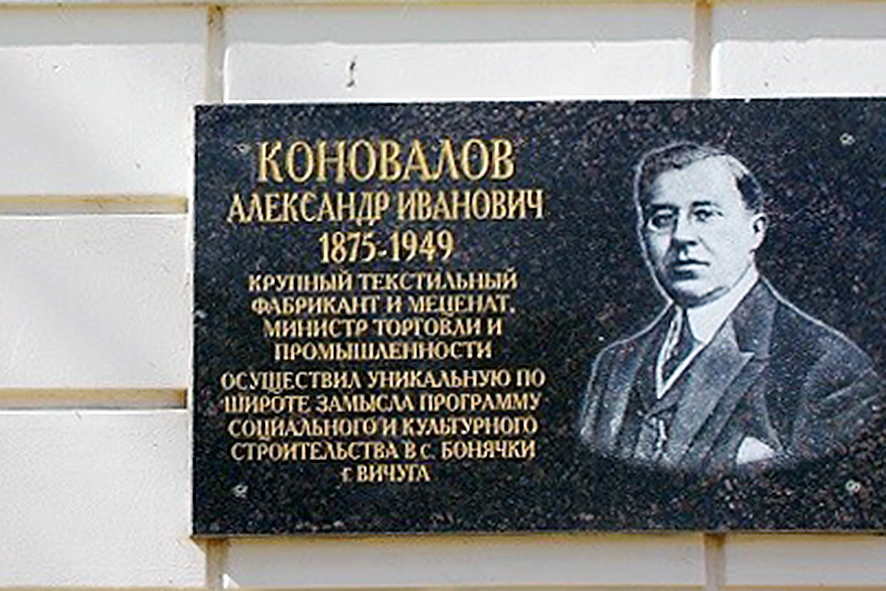 КОНОВАЛОВ
АЛЕКСАНДР ИВАНОВИЧ
1875-1949
КРУПНЫЙ ТЕКСТИЛЬНЫЙ
ФАБРИКАНТ И МЕЦЕНАТ,
МИНИСТР ТОРГОВЛИ И
ПРОМЫШЛЕННОСТИ
ОСУЩЕСТВИЛ УНИКАЛЬНУЮ ПО
ШИРОТЕ ЗАМЫСЛА ПРОГРАММУ
СОЦИАЛЬНОГО И КУЛЬТУРНОГО
СТРОИТЕЛЬСТВА В С. БОНЯЧКИ
г. ВИЧУГА